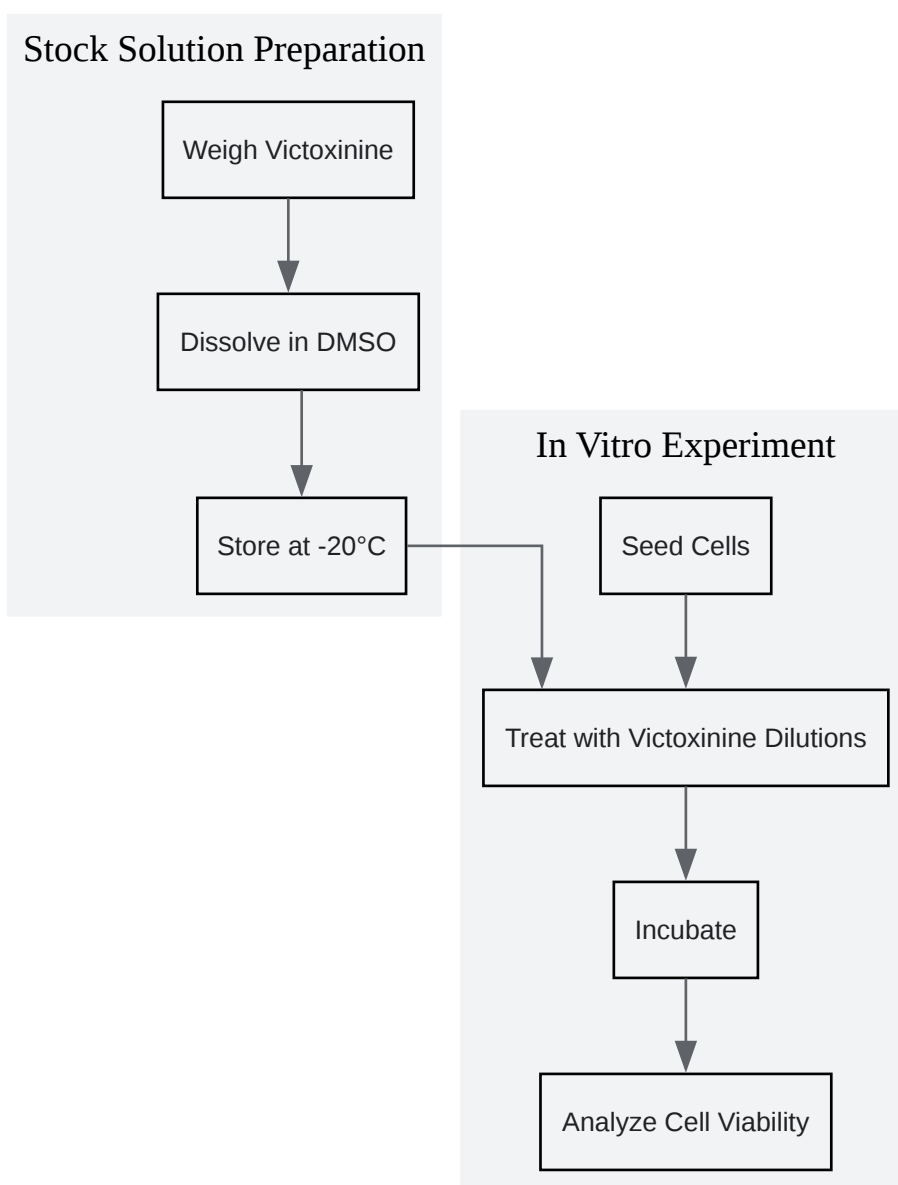 Stock Solution Preparation
Weigh Victoxinine
Dissolve in DMSO
Store at -20°C
In Vitro Experiment
Seed Cells
Treat with Victoxinine Dilutions
Incubate
Analyze Cell Viability